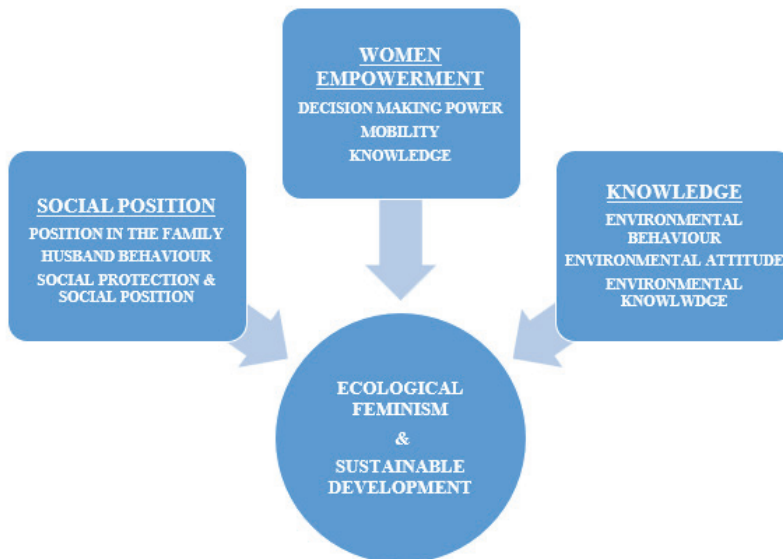 WOMEN
EMPOWERMENT
DECISION MAKING POWER
MOBILITY
KNOWLEDGE
SOCIAL POSITION
POSITION IN THE FAMILY
HUSBAND BEHAVIOUR
SOCIAL PROTECTION &
SOCIAL POSITION
KNOWLEDGE
ENVIRONMENTAL
BEHAVIOUR
ENVIRONMENTAL ATTITUDE
ENVIRONMENTAL
KNOWLWDGE
ECOLOGICAL
FEMINISM
&
SUSTAINABLE
DEVELOPMENT